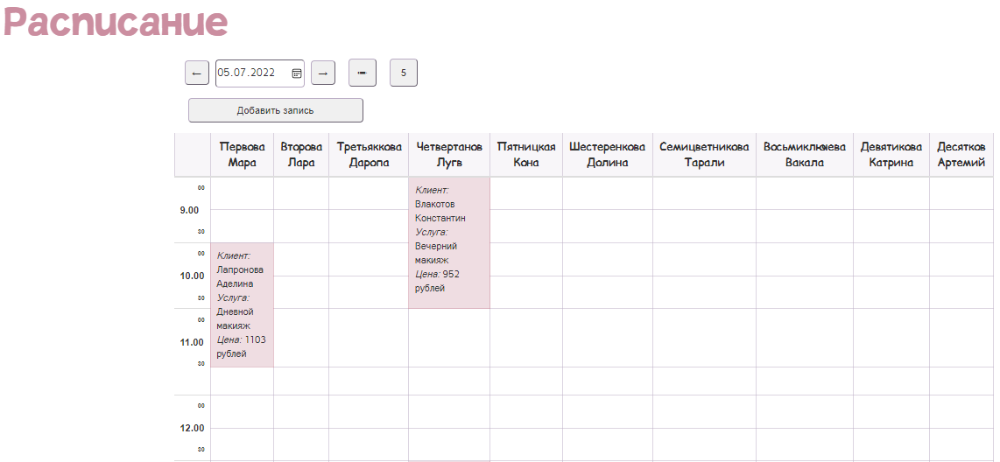 Расписание
← 05.07.2022 → 5
Добавить запись
Первова Второва Третьяккова Четвертанов Пятницкая Шестеренкова Семицветникова Восьмиключева Девятикова Десятков
Мара Лара Даропа Лугв Кона Долина Тарали Вакала Катрина Артемий
00
9.00
30
00
10.00
30
00
11.00
30
00
12.00
30
Клиент:
Лапронова
Аделина
Услуга:
Дневной
макияж
Цена: 1103
рублей
Клиент:
Влакотов
Константин
Услуга:
Вечерний
макияж
Цена: 952
рублей